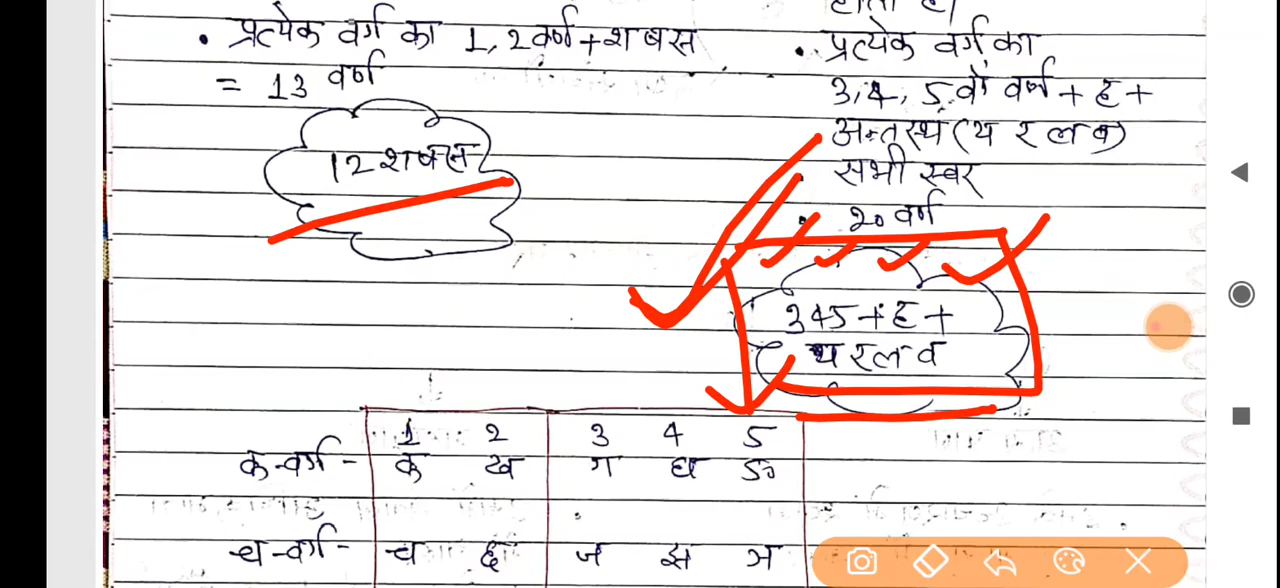 • प्रत्येक वर्ग का 1, 2 वर्ण + श ष स
= 13 वर्ण
12 शषस
होता है।
• प्रत्येक वर्ग का
3, 4, 5 वाँ वर्ण + ह +
अन्तस्थ (य र ल व)
• सभी स्वर
• 20 वर्ण
345 + ह +
य र ल व
1 2 3 4 5
क-वर्ग - क ख ग घ ङ
च-वर्ग - च छ ज झ ञ